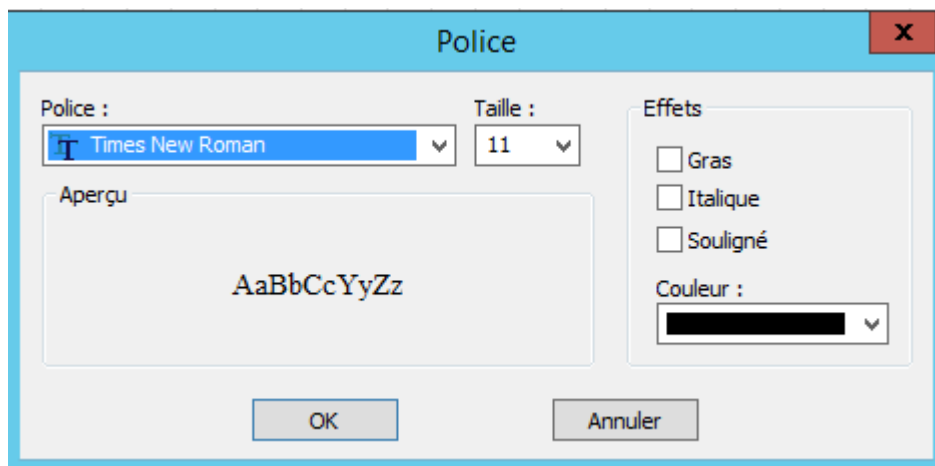 Police
x
Police :
Taille :
Effets
Times New Roman
11
Gras
Aperçu
Italique
Souligné
AaBbCcYyZz
Couleur :
OK
Annuler